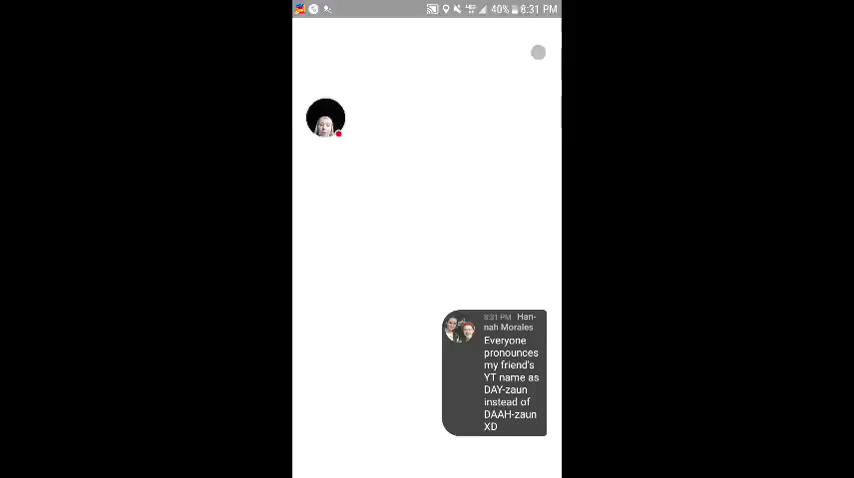 40% 8:31 PM
8:31 PM Han-
nah Morales
Everyone
pronounces
my friend's
YT name as
DAY-zaun
instead of
DAAH-zaun
XD